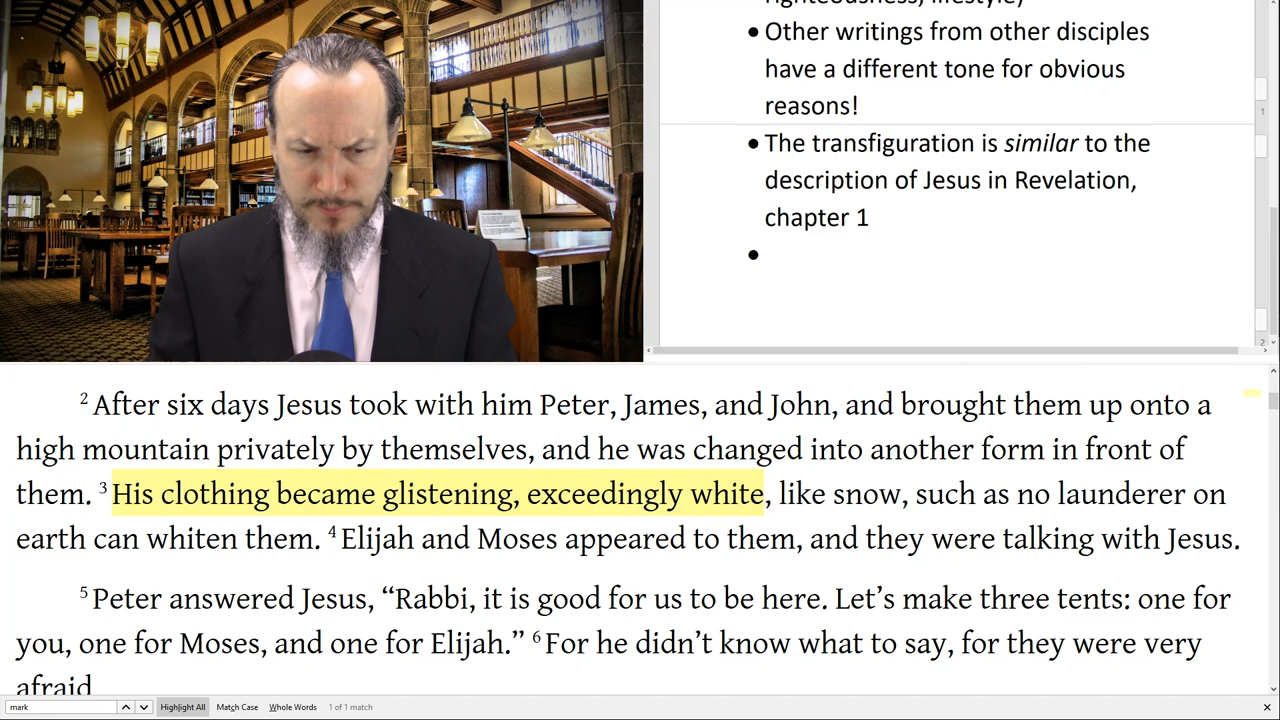 righteousness, lifestyle)
• Other writings from other disciples
have a different tone for obvious
reasons!
• The transfiguration is similar to the
description of Jesus in Revelation,
chapter 1
•
1
2
2 After six days Jesus took with him Peter, James, and John, and brought them up onto a
high mountain privately by themselves, and he was changed into another form in front of
them. 3 His clothing became glistening, exceedingly white, like snow, such as no launderer on
earth can whiten them. 4 Elijah and Moses appeared to them, and they were talking with Jesus.
5 Peter answered Jesus, “Rabbi, it is good for us to be here. Let’s make three tents: one for
you, one for Moses, and one for Elijah.” 6 For he didn’t know what to say, for they were very
afraid
mark
Highlight All
Match Case
Whole Words
1 of 1 match